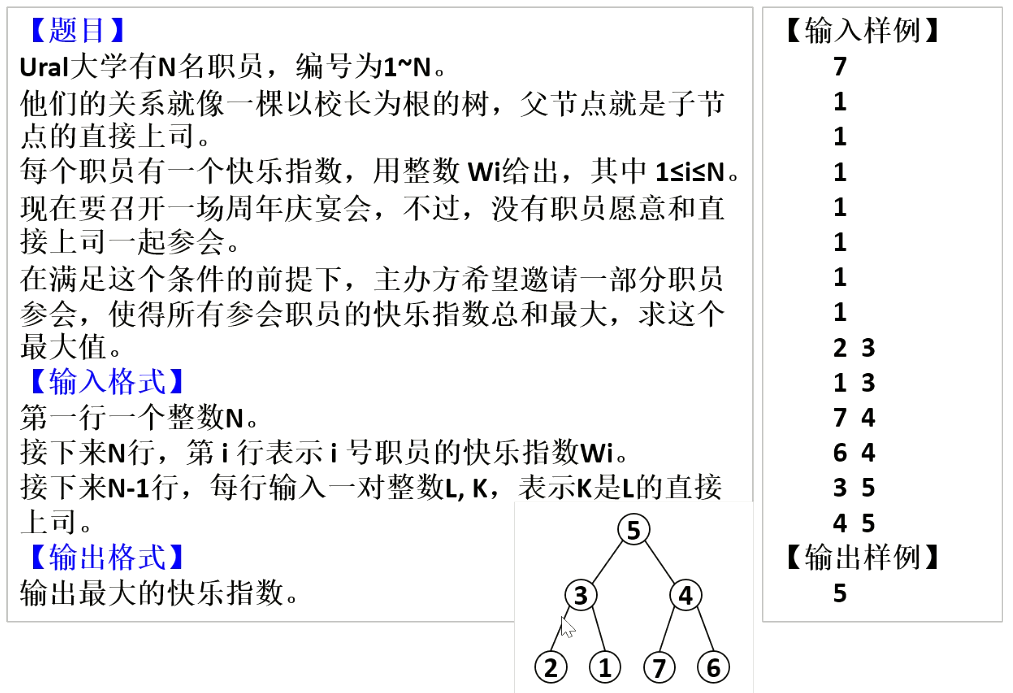 【题目】
Ural大学有N名职员，编号为1~N。
他们的关系就像一棵以校长为根的树，父节点就是子节
点的直接上司。
每个职员有一个快乐指数，用整数 Wi给出，其中 1≤i≤N。
现在要召开一场周年庆宴会，不过，没有职员愿意和直
接上司一起参会。
在满足这个条件的前提下，主办方希望邀请一部分职员
参会，使得所有参会职员的快乐指数总和最大，求这个
最大值。
【输入格式】
第一行一个整数N。
接下来N行，第 i 行表示 i 号职员的快乐指数Wi。
接下来N-1行，每行输入一对整数L, K，表示K是L的直接
上司。
【输出格式】
输出最大的快乐指数。
5
3 4
2 1 7 6
【输入样例】
7
1
1
1
1
1
1
1
2 3
1 3
7 4
6 4
3 5
4 5
【输出样例】
5